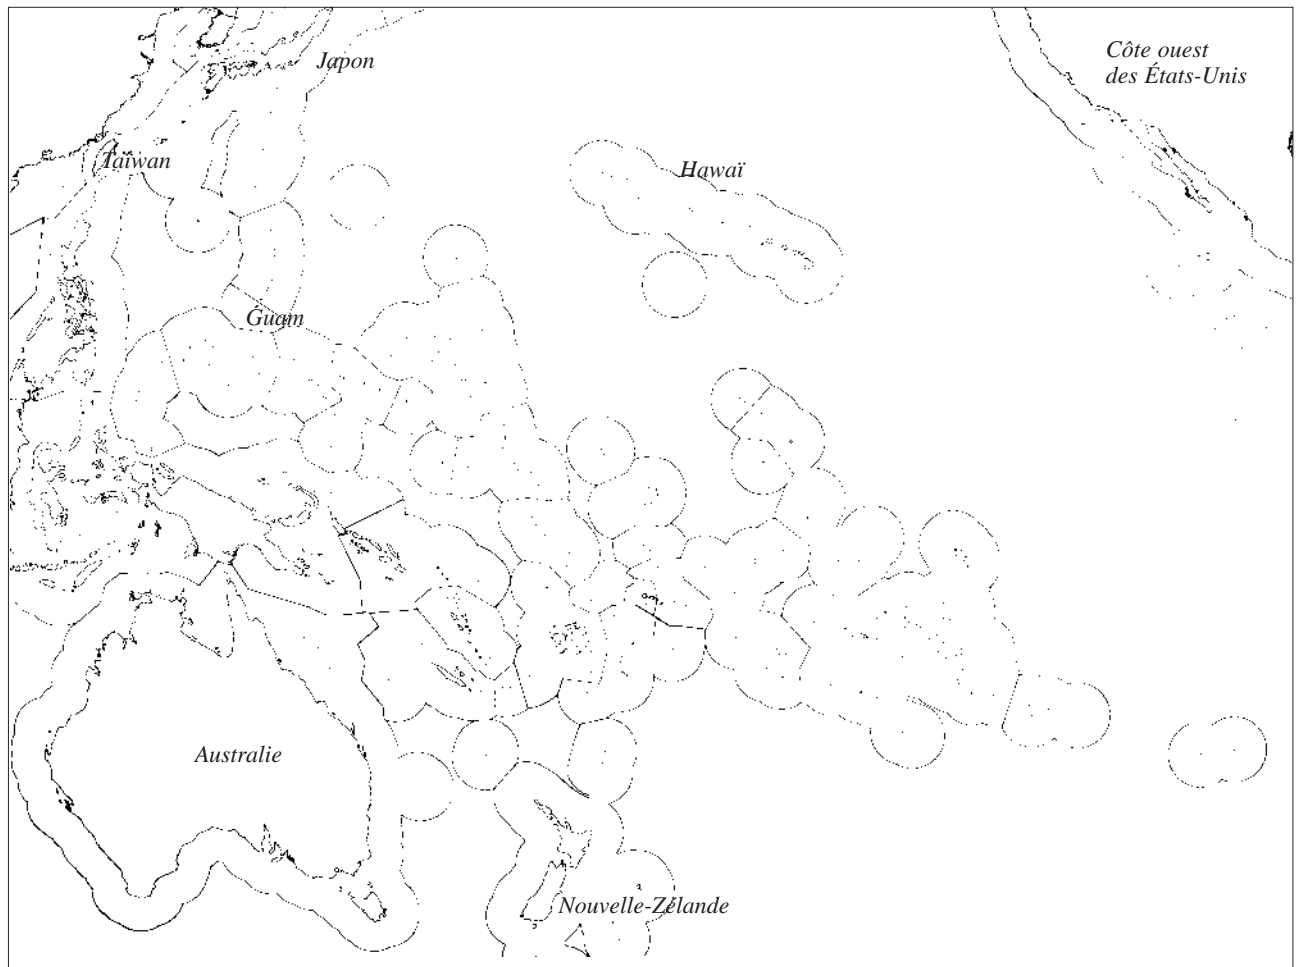 Côte ouest
des États-Unis
Japon
Taïwan
Hawaï
Guam
Australie
Nouvelle-Zélande